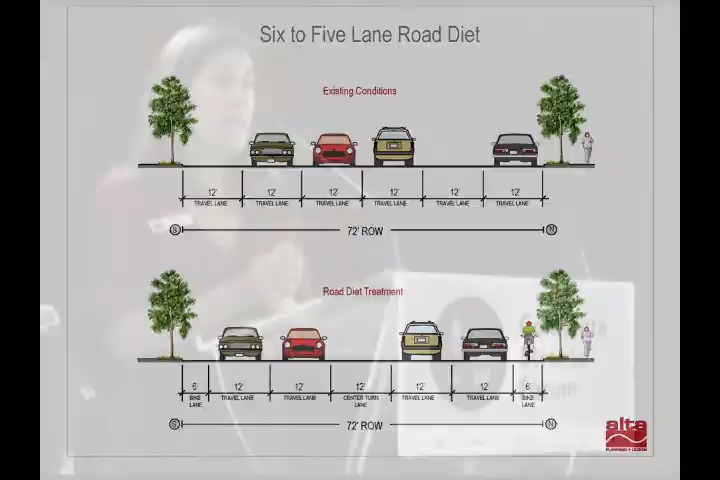 Six to Five Lane Road Diet
Existing Conditions
12' 12' 12' 12' 12' 12'
TRAVEL LANE TRAVEL LANE TRAVEL LANE TRAVEL LANE TRAVEL LANE TRAVEL LANE
S 72' ROW N
Road Diet Treatment
6' 12' 12' 12' 12' 12' 6'
BIKE LANE TRAVEL LANE TRAVEL LANE CENTER TURN LANE TRAVEL LANE TRAVEL LANE BIKE LANE
S 72' ROW N
alta
PLANNING + DESIGN